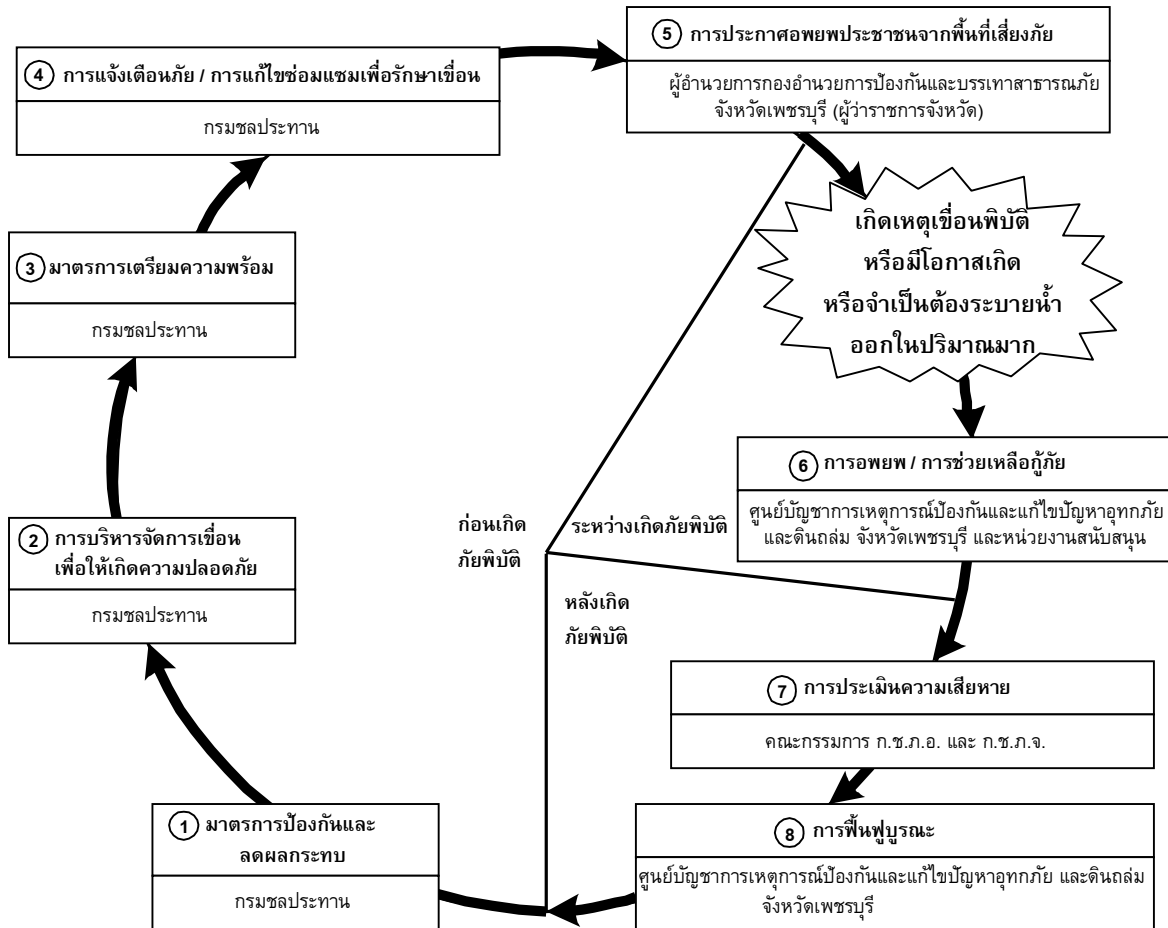 5 การประกาศอพยพประชาชนจากพื้นที่เสี่ยงภัย
ผู้อำนวยการกองอำนวยการป้องกันและบรรเทาสาธารณภัย
จังหวัดเพชรบุรี (ผู้ว่าราชการจังหวัด)
4 การแจ้งเตือนภัย / การแก้ไขซ่อมแซมเพื่อรักษาเขื่อน
กรมชลประทาน
เกิดเหตุเขื่อนพิบัติ
หรือมีโอกาสเกิด
หรือจำเป็นต้องระบายน้ำ
ออกในปริมาณมาก
3 มาตรการเตรียมความพร้อม
กรมชลประทาน
6 การอพยพ / การช่วยเหลือกู้ภัย
ศูนย์บัญชาการเหตุการณ์ป้องกันและแก้ไขปัญหาอุทกภัย
และดินถล่ม จังหวัดเพชรบุรี และหน่วยงานสนับสนุน
ก่อนเกิด
ภัยพิบัติ
ระหว่างเกิดภัยพิบัติ
หลังเกิด
ภัยพิบัติ
2 การบริหารจัดการเขื่อน
เพื่อให้เกิดความปลอดภัย
กรมชลประทาน
7 การประเมินความเสียหาย
คณะกรรมการ ก.ช.ภ.อ. และ ก.ช.ภ.จ.
1 มาตรการป้องกันและ
ลดผลกระทบ
กรมชลประทาน
8 การฟื้นฟูบูรณะ
ศูนย์บัญชาการเหตุการณ์ป้องกันและแก้ไขปัญหาอุทกภัย และดินถล่ม
จังหวัดเพชรบุรี